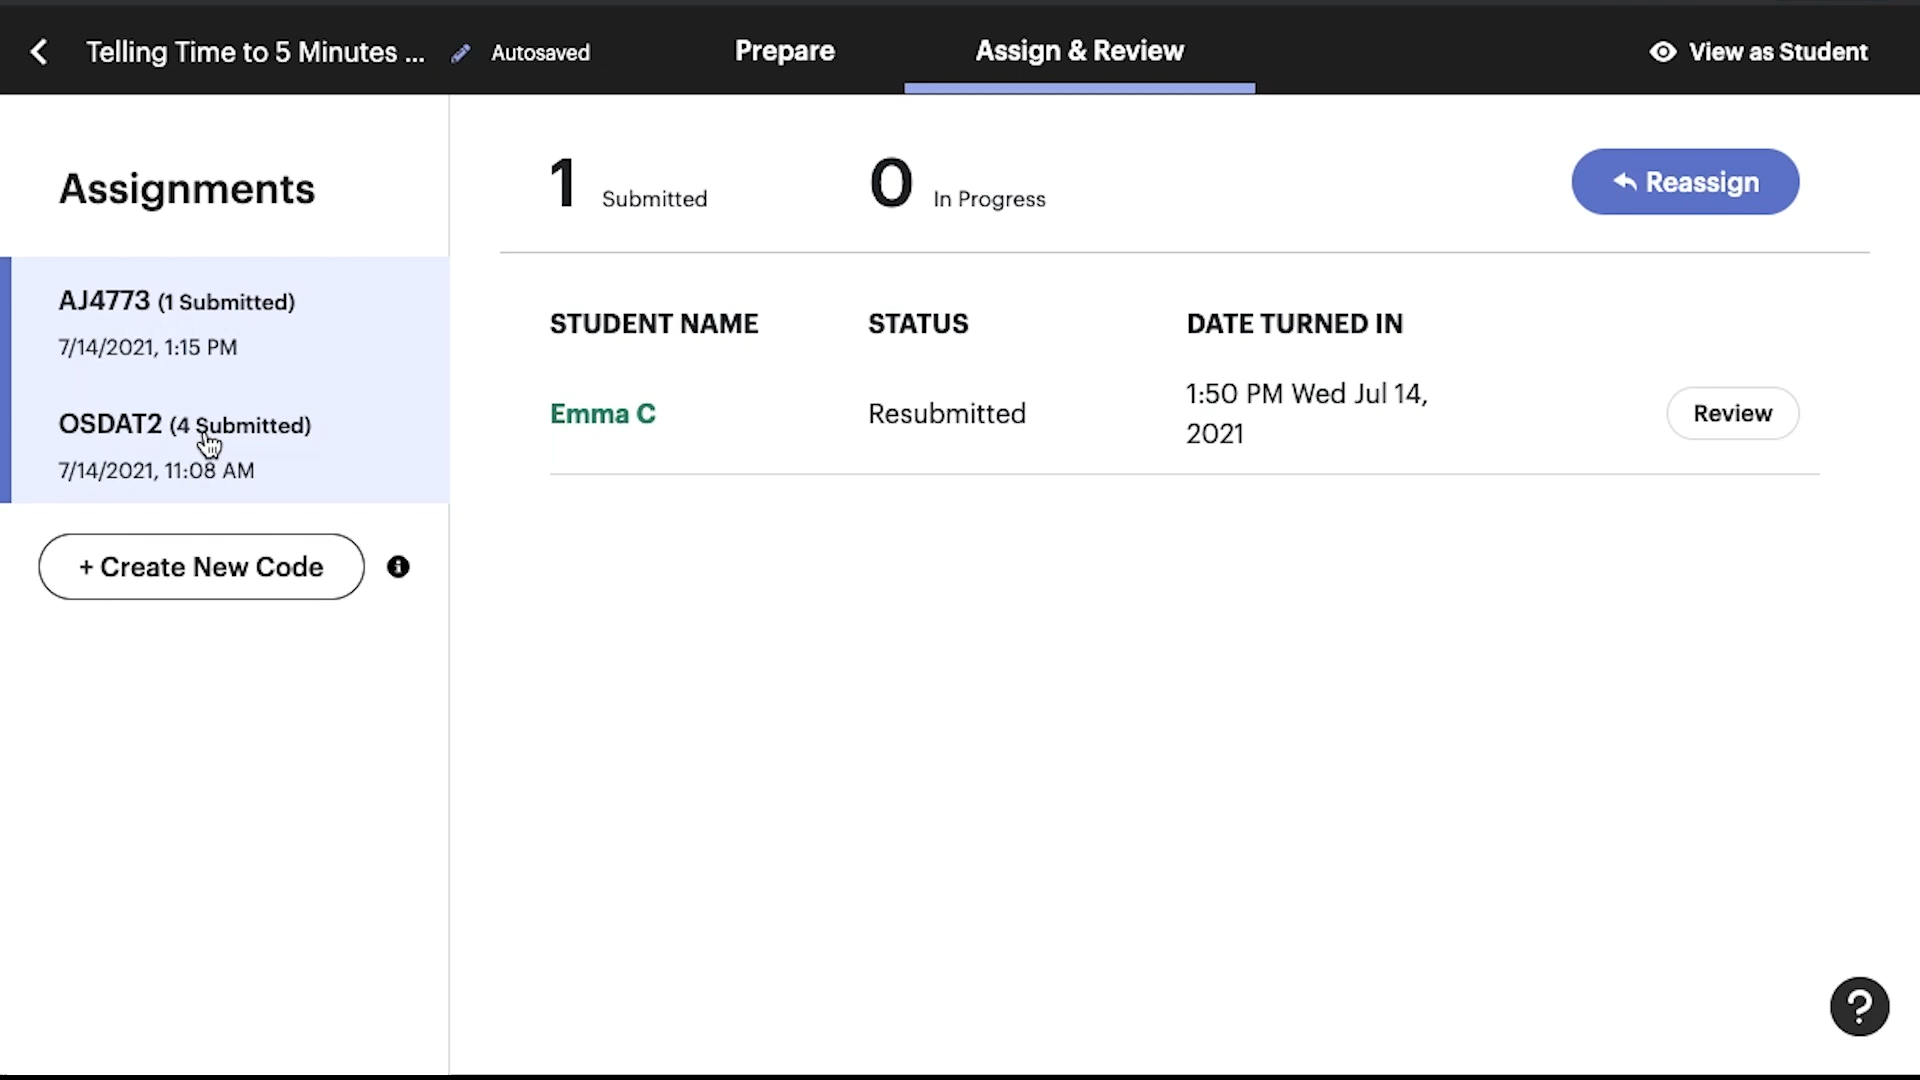 Telling Time to 5 Minutes ...
Autosaved
Prepare
Assign & Review
View as Student
Assignments
AJ4773 (1 Submitted)
7/14/2021, 1:15 PM
OSDAT2 (4 Submitted)
7/14/2021, 11:08 AM
+ Create New Code
1 Submitted
0 In Progress
Reassign
STUDENT NAME
STATUS
DATE TURNED IN
Emma C
Resubmitted
1:50 PM Wed Jul 14,
2021
Review
?